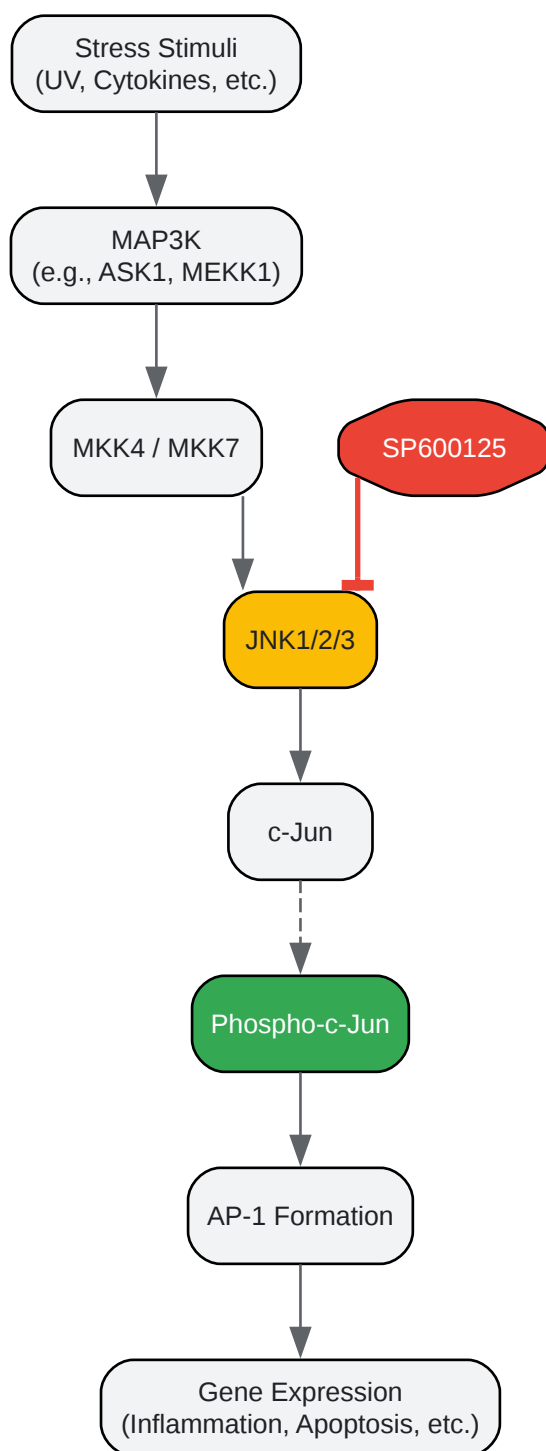 Stress Stimuli
(UV, Cytokines, etc.)
MAP3K
(e.g., ASK1, MEKK1)
MKK4 / MKK7
SP600125
JNK1/2/3
c-Jun
Phospho-c-Jun
AP-1 Formation
Gene Expression
(Inflammation, Apoptosis, etc.)